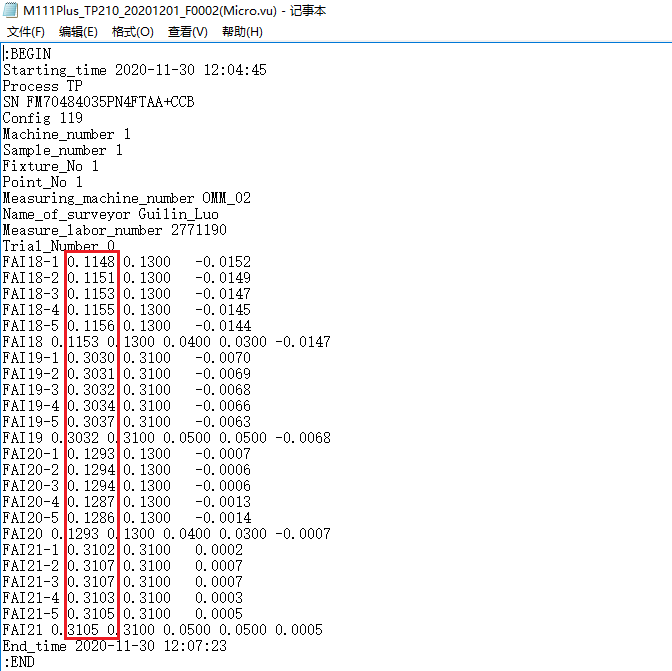 M111Plus_TP210_20201201_F0002(Micro.vu) - 记事本
文件(F) 编辑(E) 格式(O) 查看(V) 帮助(H)
:BEGIN
Starting_time 2020-11-30 12:04:45
Process TP
SN FM70484035PN4FTAA+CCB
Config 119
Machine_number 1
Sample_number 1
Fixture_No 1
Point_No 1
Measuring_machine_number OMM_02
Name_of_surveyor Guilin_Luo
Measure_labor_number 2771190
Trial_Number 0
FAI18-1 0.1148 0.1300 -0.0152
FAI18-2 0.1151 0.1300 -0.0149
FAI18-3 0.1153 0.1300 -0.0147
FAI18-4 0.1155 0.1300 -0.0145
FAI18-5 0.1156 0.1300 -0.0144
FAI18 0.1153 0.1300 0.0400 0.0300 -0.0147
FAI19-1 0.3030 0.3100 -0.0070
FAI19-2 0.3031 0.3100 -0.0069
FAI19-3 0.3032 0.3100 -0.0068
FAI19-4 0.3034 0.3100 -0.0066
FAI19-5 0.3037 0.3100 -0.0063
FAI19 0.3032 0.3100 0.0500 0.0500 -0.0068
FAI20-1 0.1293 0.1300 -0.0007
FAI20-2 0.1294 0.1300 -0.0006
FAI20-3 0.1294 0.1300 -0.0006
FAI20-4 0.1287 0.1300 -0.0013
FAI20-5 0.1286 0.1300 -0.0014
FAI20 0.1293 0.1300 0.0400 0.0300 -0.0007
FAI21-1 0.3102 0.3100 0.0002
FAI21-2 0.3107 0.3100 0.0007
FAI21-3 0.3107 0.3100 0.0007
FAI21-4 0.3103 0.3100 0.0003
FAI21-5 0.3105 0.3100 0.0005
FAI21 0.3105 0.3100 0.0500 0.0500 0.0005
End_time 2020-11-30 12:07:23
:END